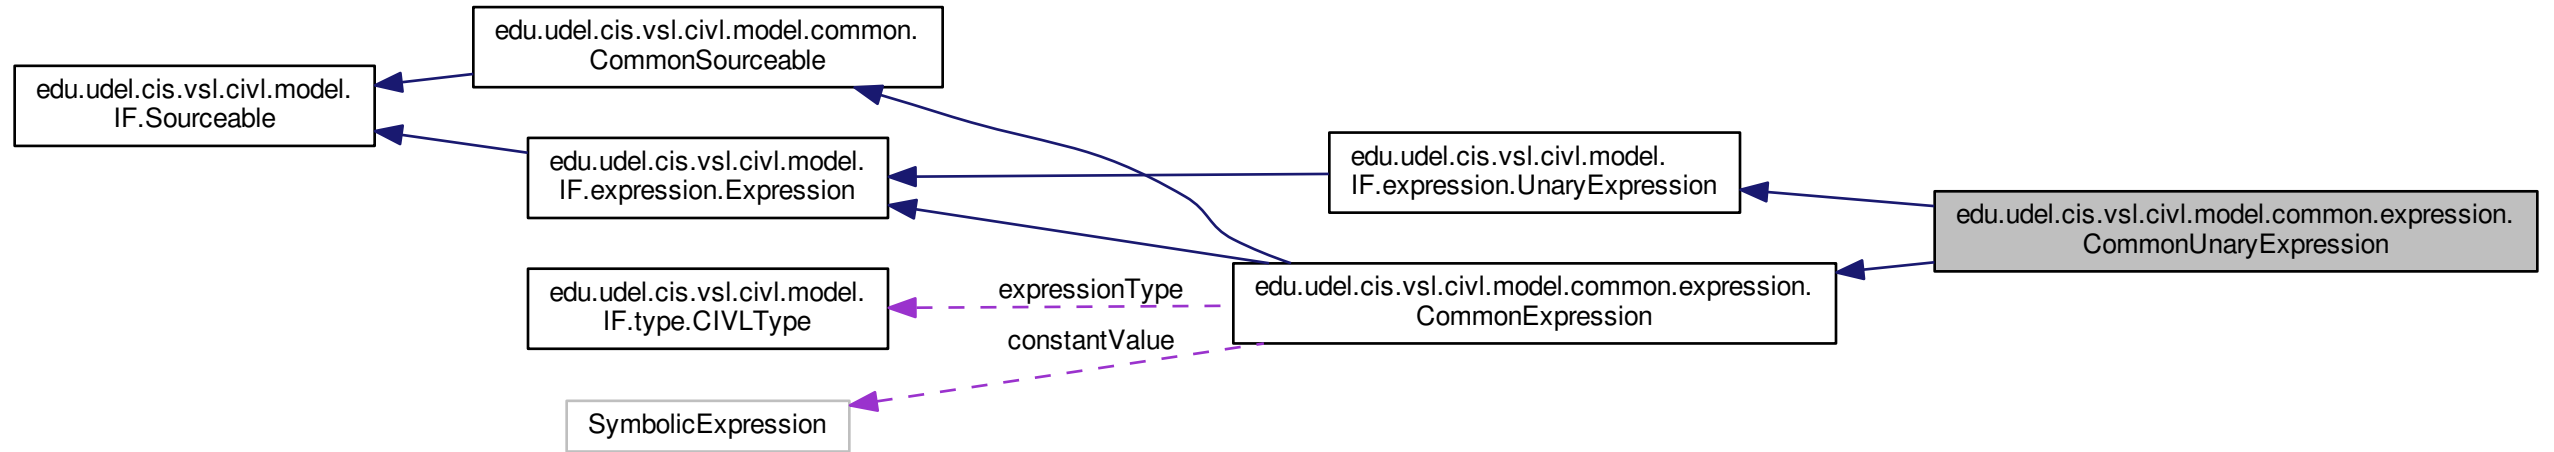 edu.udel.cis.vsl.civl.model.common.
CommonSourceable
edu.udel.cis.vsl.civl.model.
IF.Sourceable
edu.udel.cis.vsl.civl.model.
IF.expression.Expression
edu.udel.cis.vsl.civl.model.
IF.expression.UnaryExpression
edu.udel.cis.vsl.civl.model.common.expression.
CommonUnaryExpression
edu.udel.cis.vsl.civl.model.
IF.type.CIVLType
expressionType
edu.udel.cis.vsl.civl.model.common.expression.
CommonExpression
constantValue
SymbolicExpression